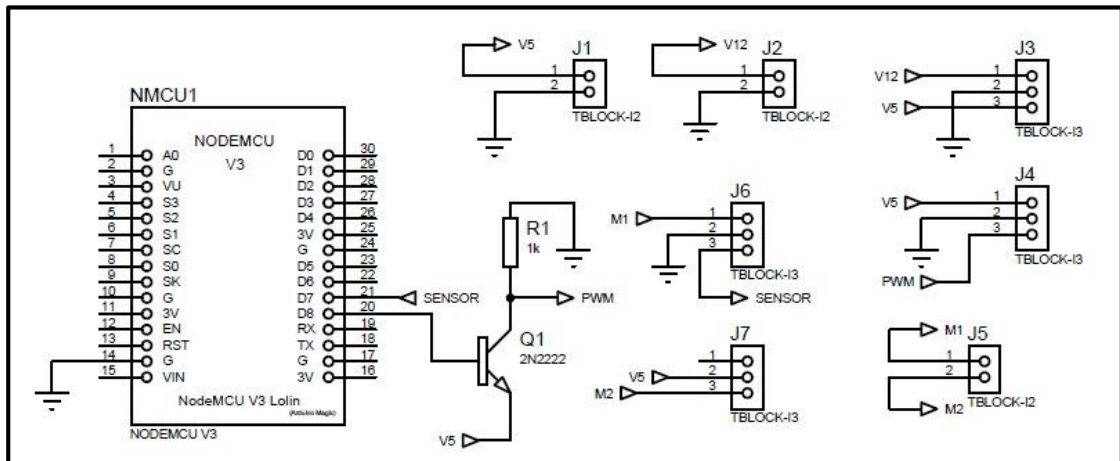 NMCU1
NODEMCU
V3
1 A0 D0 30
2 G D1 29
3 VU D2 28
4 S3 D3 27
5 S2 D4 26
6 S1 3V 25
7 SC G 24
8 S0 D5 23
9 SK D6 22
10 G D7 21
11 3V D8 20
12 EN RX 19
13 RST TX 18
14 G G 17
15 VIN 3V 16
NodeMCU V3 Lolin
(Arduino Magic)
NODEMCU V3
SENSOR
R1
1k
PWM
Q1
2N2222
V5
V5
J1
1
2
TBLOCK-I2
V12
J2
1
2
TBLOCK-I2
J3
V12 1
2
V5 3
TBLOCK-I3
J6
M1 1
2
3
TBLOCK-I3
SENSOR
J4
V5 1
2
3
TBLOCK-I3
PWM
J7
1
V5 2
M2 3
TBLOCK-I3
M1
J5
1
2
TBLOCK-I2
M2